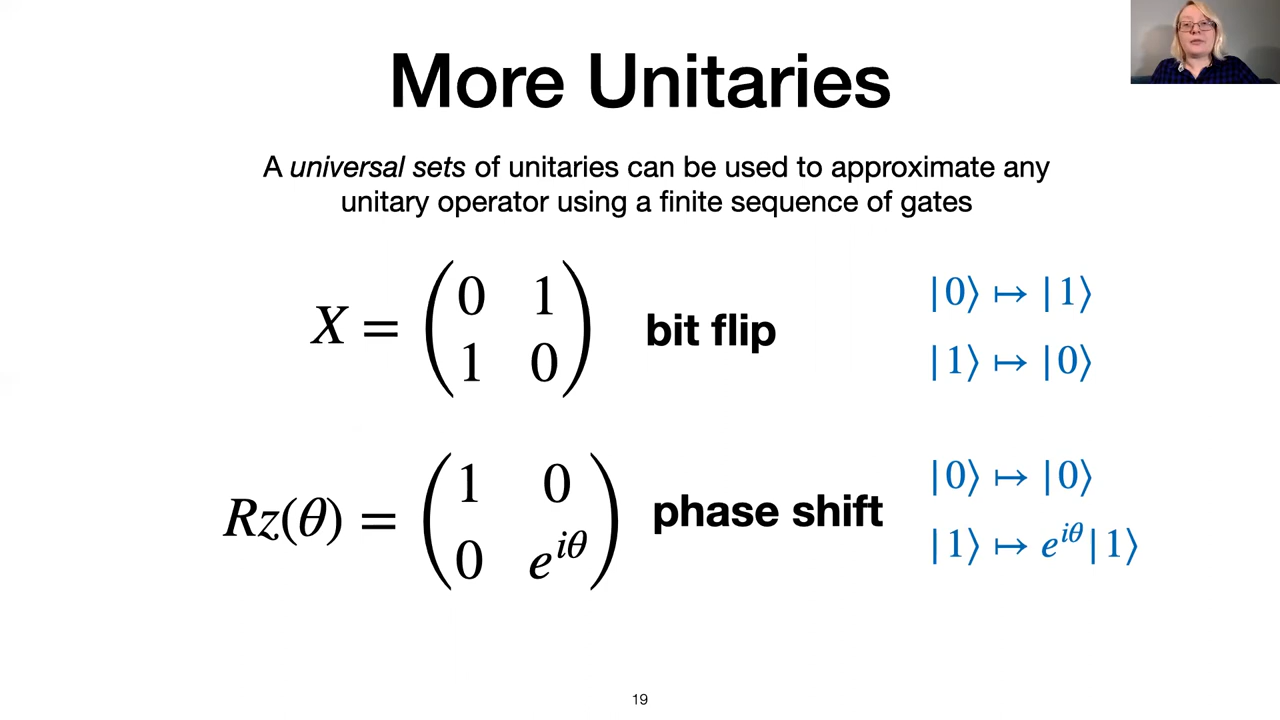 More Unitaries
A universal sets of unitaries can be used to approximate any
unitary operator using a finite sequence of gates
X = ( 0 1
1 0 ) bit flip
|0⟩ ↦ |1⟩
|1⟩ ↦ |0⟩
Rz(θ) = ( 1 0
0 e^{iθ} ) phase shift
|0⟩ ↦ |0⟩
|1⟩ ↦ e^{iθ}|1⟩
19